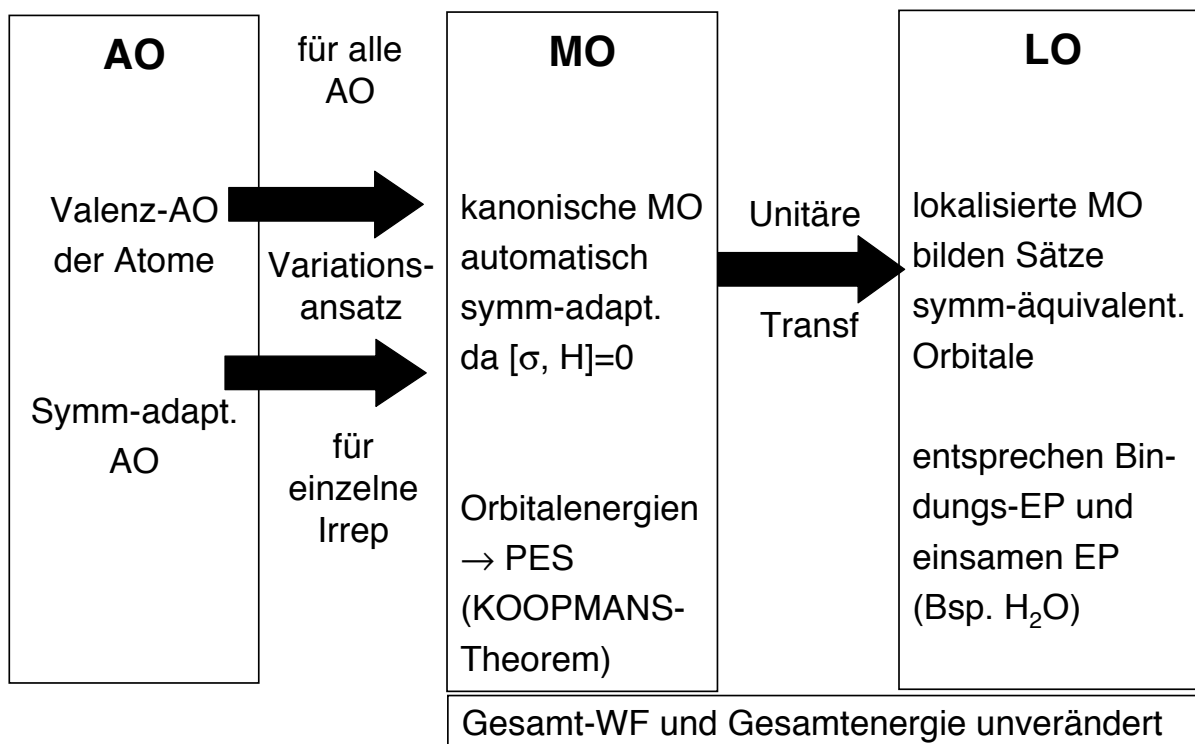 AO
Valenz-AO
der Atome
Symm-adapt.
AO
für alle
AO
Variations-
ansatz
für
einzelne
Irrep
MO
kanonische MO
automatisch
symm-adapt.
da [σ, H]=0
Orbitalenergien
→ PES
(KOOPMANS-
Theorem)
Unitäre
Transf
LO
lokalisierte MO
bilden Sätze
symm-äquivalent.
Orbitale
entsprechen Bin-
dungs-EP und
einsamen EP
(Bsp. H₂O)
Gesamt-WF und Gesamtenergie unverändert